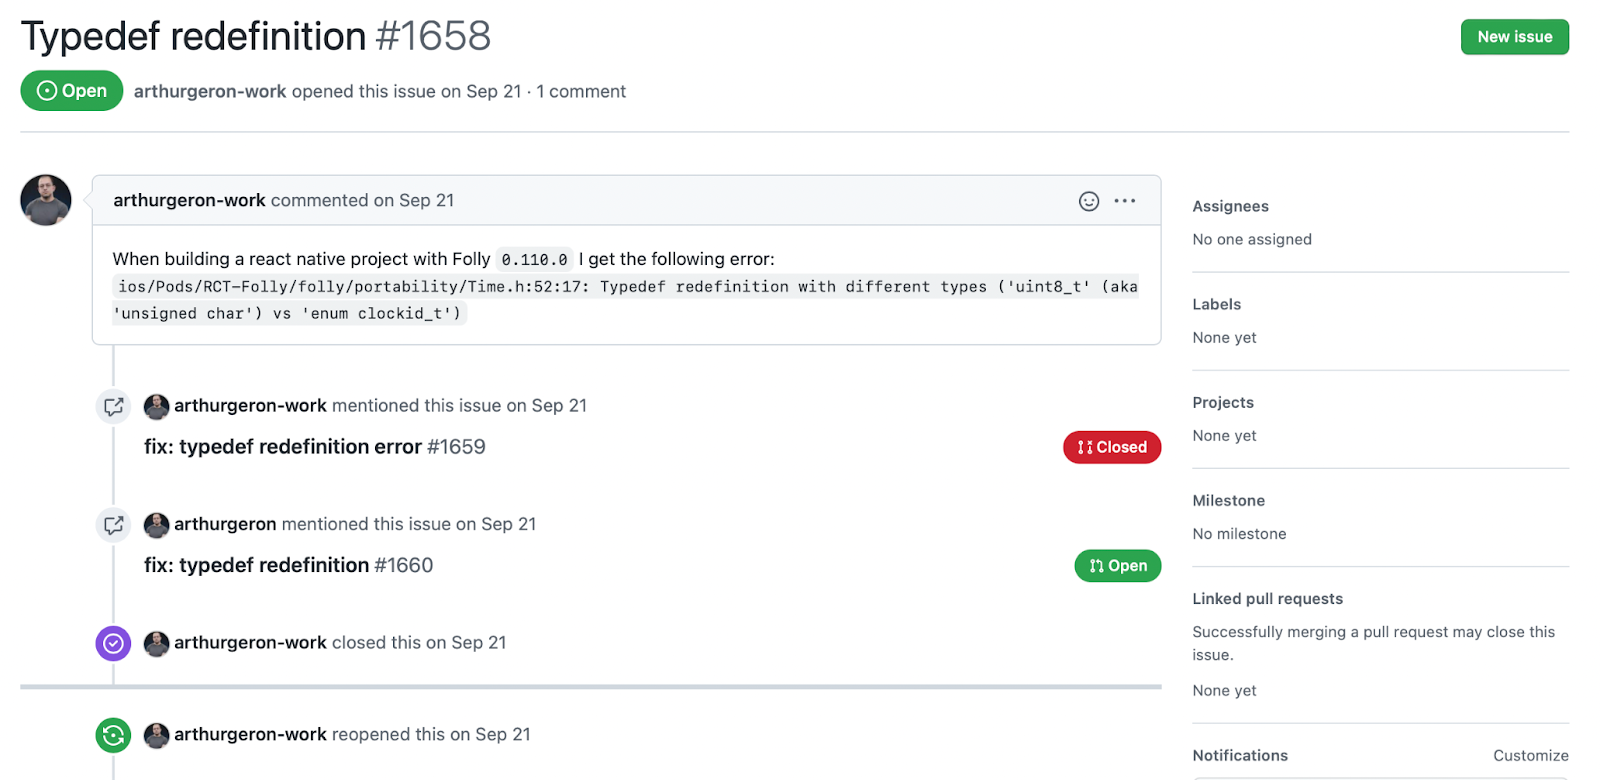 Typedef redefinition #1658
New issue
Open arthurgeron-work opened this issue on Sep 21 · 1 comment
arthurgeron-work commented on Sep 21
When building a react native project with Folly 0.110.0 I get the following error:
ios/Pods/RCT-Folly/folly/portability/Time.h:52:17: Typedef redefinition with different types ('uint8_t' (aka
'unsigned char') vs 'enum clockid_t')
arthurgeron-work mentioned this issue on Sep 21
fix: typedef redefinition error #1659
Closed
arthurgeron mentioned this issue on Sep 21
fix: typedef redefinition #1660
Open
arthurgeron-work closed this on Sep 21
arthurgeron-work reopened this on Sep 21
Assignees
No one assigned
Labels
None yet
Projects
None yet
Milestone
No milestone
Linked pull requests
Successfully merging a pull request may close this
issue.
None yet
Notifications
Customize